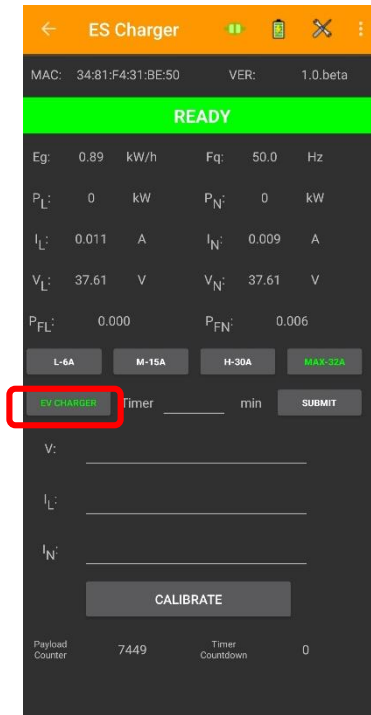 ES Charger
MAC: 34:81:F4:31:BE:50 VER: 1.0.beta
READY
Eg: 0.89 kW/h Fq: 50.0 Hz
PL: 0 kW PN: 0 kW
IL: 0.011 A IN: 0.009 A
VL: 37.61 V VN: 37.61 V
PFL: 0.000 PFN: 0.006
L-6A M-15A H-30A MAX-32A
EV CHARGER Timer min SUBMIT
V:
IL:
IN:
CALIBRATE
Payload Counter 7449 Timer Countdown 0